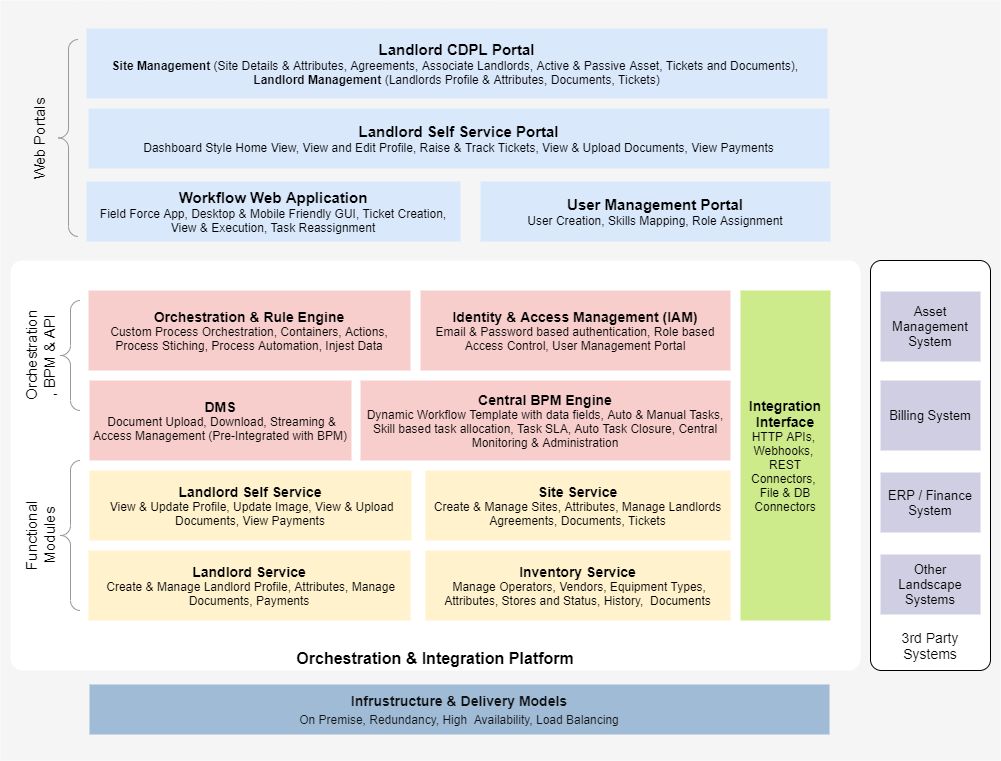 Web Portals
Landlord CDPL Portal
Site Management (Site Details & Attributes, Agreements, Associate Landlords, Active & Passive Asset, Tickets and Documents),
Landlord Management (Landlords Profile & Attributes, Documents, Tickets)
Landlord Self Service Portal
Dashboard Style Home View, View and Edit Profile, Raise & Track Tickets, View & Upload Documents, View Payments
Workflow Web Application
Field Force App, Desktop & Mobile Friendly GUI, Ticket Creation,
View & Execution, Task Reassignment
User Management Portal
User Creation, Skills Mapping, Role Assignment
Orchestration
, BPM & API
Orchestration & Rule Engine
Custom Process Orchestration, Containers, Actions,
Process Stiching, Process Automation, Injest Data
Identity & Access Management (IAM)
Email & Password based authentication, Role based
Access Control, User Management Portal
DMS
Document Upload, Download, Streaming &
Access Management (Pre-Integrated with BPM)
Central BPM Engine
Dynamic Workflow Template with data fields, Auto & Manual Tasks,
Skill based task allocation, Task SLA, Auto Task Closure, Central
Monitoring & Administration
Functional
Modules
Landlord Self Service
View & Update Profile, Update Image, View & Upload
Documents, View Payments
Site Service
Create & Manage Sites, Attributes, Manage Landlords
Agreements, Documents, Tickets
Landlord Service
Create & Manage Landlord Profile, Attributes, Manage
Documents, Payments
Inventory Service
Manage Operators, Vendors, Equipment Types,
Attributes, Stores and Status, History, Documents
Integration
Interface
HTTP APIs,
Webhooks,
REST
Connectors,
File & DB
Connectors
Orchestration & Integration Platform
Asset
Management
System
Billing System
ERP / Finance
System
Other
Landscape
Systems
3rd Party
Systems
Infrustructure & Delivery Models
On Premise, Redundancy, High Availability, Load Balancing